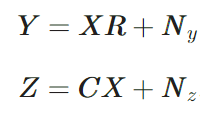 Y = XR + N_y
Z = CX + N_z